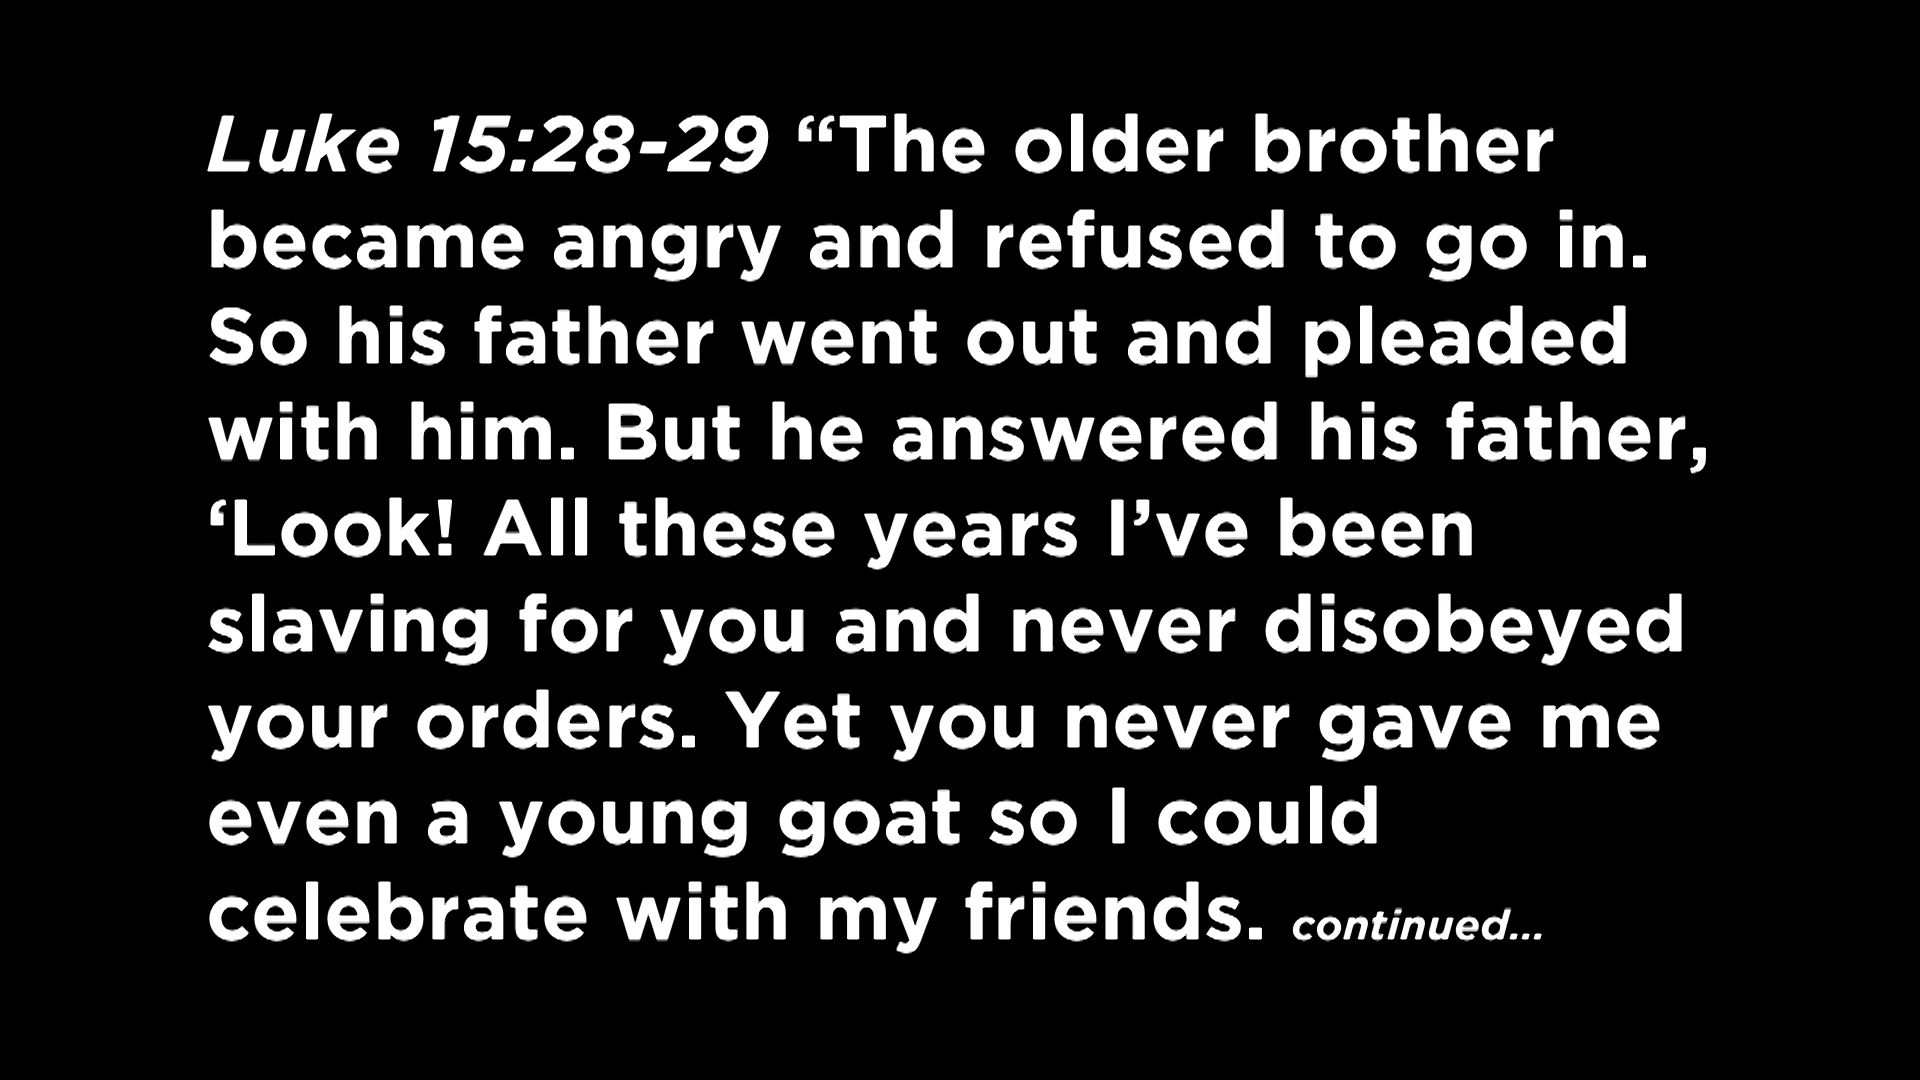 Luke 15:28-29 “The older brother
became angry and refused to go in.
So his father went out and pleaded
with him. But he answered his father,
‘Look! All these years I’ve been
slaving for you and never disobeyed
your orders. Yet you never gave me
even a young goat so I could
celebrate with my friends. continued...